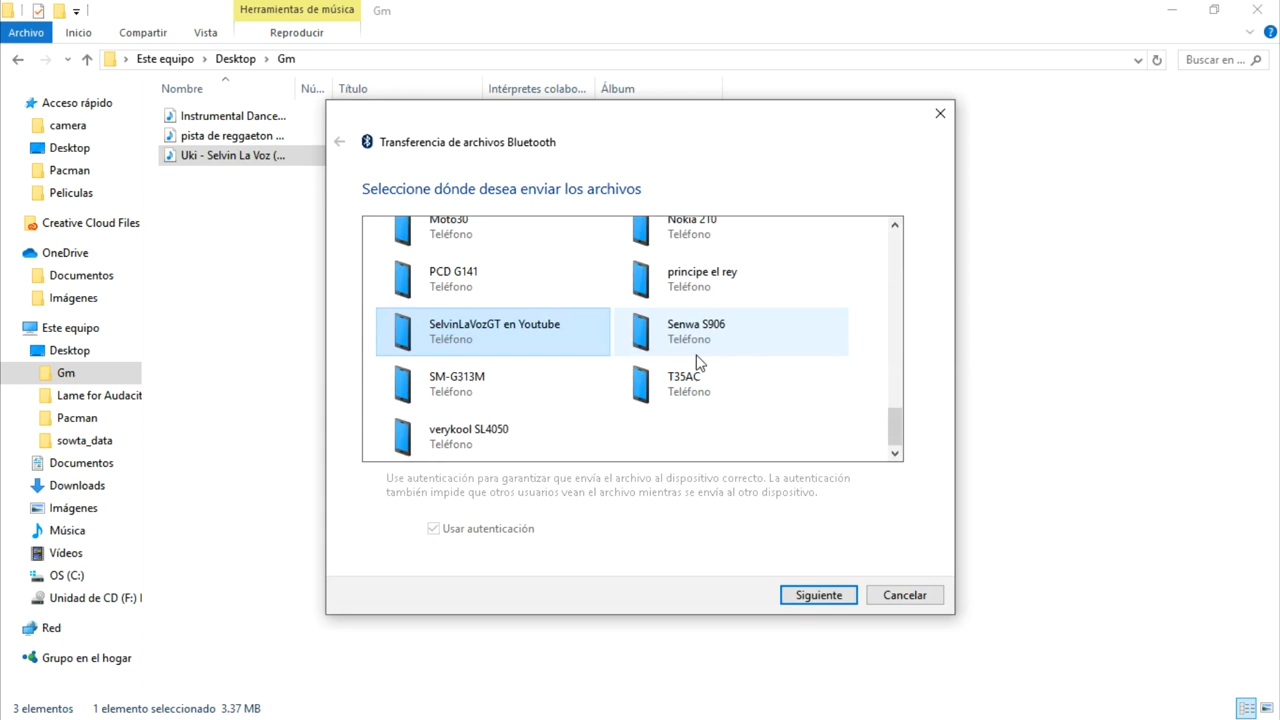 Herramientas de música
Gm
Archivo
Inicio
Compartir
Vista
Reproducir
Este equipo
Desktop
Gm
Buscar en ...
Nombre
Nú...
Título
Intérpretes colabo...
Álbum
Acceso rápido
camera
Desktop
Pacman
Peliculas
Creative Cloud Files
OneDrive
Documentos
Imágenes
Este equipo
Desktop
Gm
Lame for Audacit
Pacman
sowta_data
Documentos
Downloads
Imágenes
Música
Vídeos
OS (C:)
Unidad de CD (F:) I
Red
Grupo en el hogar
Instrumental Dance...
pista de reggaeton ...
Uki - Selvin La Voz (...
Transferencia de archivos Bluetooth
Seleccione dónde desea enviar los archivos
Moto30
Teléfono
Nokia 210
Teléfono
PCD G141
Teléfono
principe el rey
Teléfono
SelvinLaVozGT en Youtube
Teléfono
Senwa S906
Teléfono
SM-G313M
Teléfono
T35AC
Teléfono
verykool SL4050
Teléfono
Use autenticación para garantizar que envía el archivo al dispositivo correcto. La autenticación
también impide que otros usuarios vean el archivo mientras se envía al otro dispositivo.
Usar autenticación
Siguiente
Cancelar
3 elementos
1 elemento seleccionado 3.37 MB